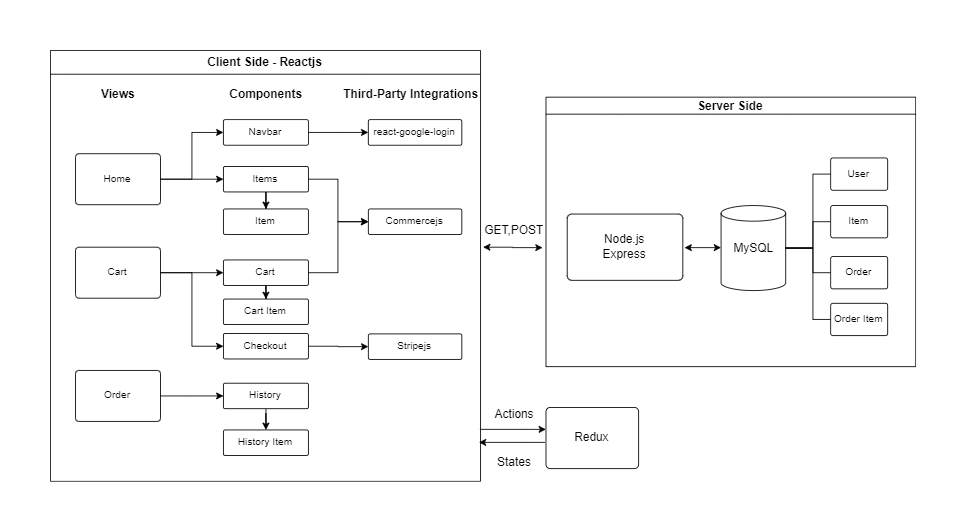 Client Side - Reactjs
Views
Components
Third-Party Integrations
Navbar
react-google-login
Home
Items
Item
Commercejs
Cart
Cart
Cart Item
Checkout
Stripejs
Order
History
History Item
GET,POST
Server Side
Node.js
Express
MySQL
User
Item
Order
Order Item
Actions
Redux
States